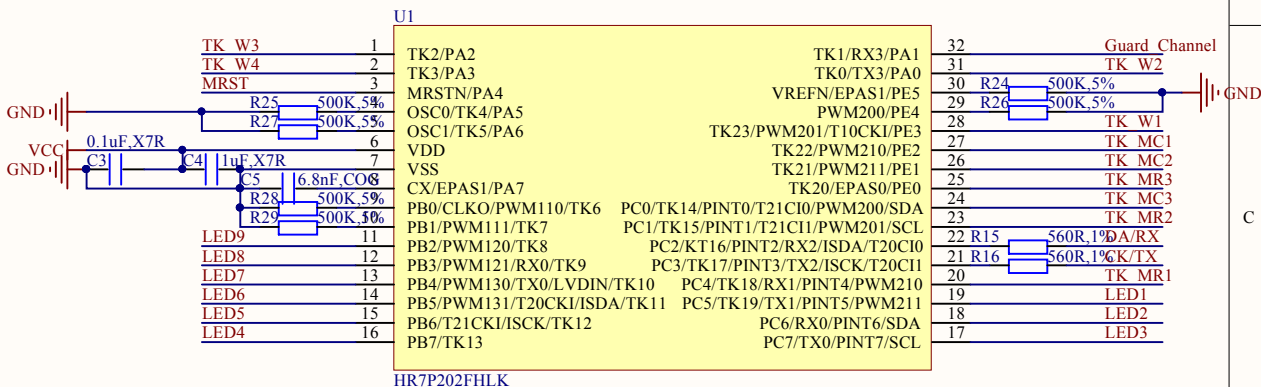 U1
TK_W3 1 TK2/PA2 TK1/RX3/PA1 32 Guard_Channel
TK_W4 2 TK3/PA3 TK0/TX3/PA0 31 TK_W2
MRST 3 MRSTN/PA4 VREFN/EPAS1/PE5 30 R24 500K,5%
GND R25 500K,5% 4 OSC0/TK4/PA5 PWM200/PE4 29 R26 500K,5% GND
R27 500K,5% 5 OSC1/TK5/PA6 TK23/PWM201/T10CKI/PE3 28 TK_W1
VCC 0.1uF,X7R 6 VDD TK22/PWM210/PE2 27 TK_MC1
GND C3 C4 1uF,X7R 7 VSS TK21/PWM211/PE1 26 TK_MC2
C5 6.8nF,COG 8 CX/EPAS1/PA7 TK20/EPAS0/PE0 25 TK_MR3
R28 500K,5% 9 PB0/CLKO/PWM110/TK6 PC0/TK14/PINT0/T21CI0/PWM200/SDA 24 TK_MC3
R29 500K,5% 10 PB1/PWM111/TK7 PC1/TK15/PINT1/T21CI1/PWM201/SCL 23 TK_MR2
LED9 11 PB2/PWM120/TK8 PC2/KT16/PINT2/RX2/ISDA/T20CI0 22 R15 560R,1% DA/RX
LED8 12 PB3/PWM121/RX0/TK9 PC3/TK17/PINT3/TX2/ISCK/T20CI1 21 R16 560R,1% CK/TX
LED7 13 PB4/PWM130/TX0/LVDIN/TK10 PC4/TK18/RX1/PINT4/PWM210 20 TK_MR1
LED6 14 PB5/PWM131/T20CKI/ISDA/TK11 PC5/TK19/TX1/PINT5/PWM211 19 LED1
LED5 15 PB6/T21CKI/ISCK/TK12 PC6/RX0/PINT6/SDA 18 LED2
LED4 16 PB7/TK13 PC7/TX0/PINT7/SCL 17 LED3
HR7P202FHLK
C